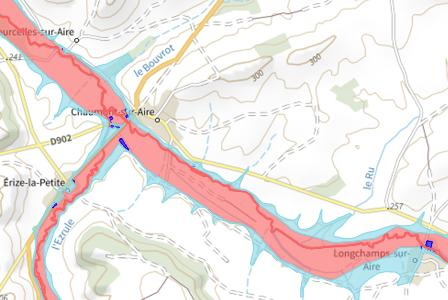 urcelles-sur-Aire
.241
le Bouvrot
300
300
Chaumont-sur-Aire
D902
Érize-la-Petite
l'Ezrule
le Ru
.257
Longchamps-sur-
Aire